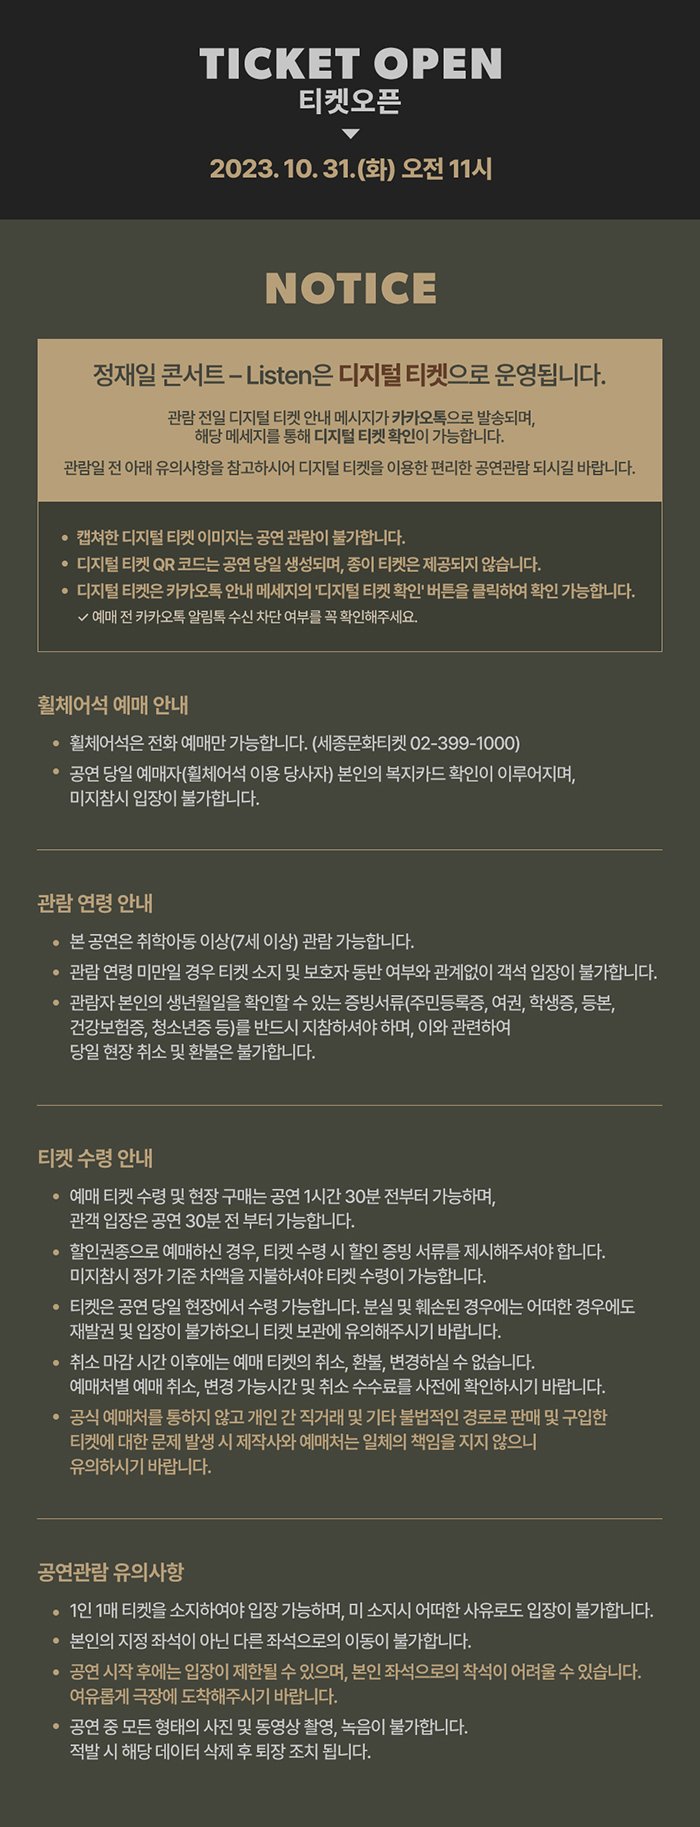 TICKET OPEN
티켓오픈
2023. 10. 31.(화) 오전 11시
NOTICE
정재일 콘서트 – Listen은 디지털 티켓으로 운영됩니다.
관람 전일 디지털 티켓 안내 메시지가 카카오톡으로 발송되며,
해당 메세지를 통해 디지털 티켓 확인이 가능합니다.
관람일 전 아래 유의사항을 참고하시어 디지털 티켓을 이용한 편리한 공연관람 되시길 바랍니다.
• 캡쳐한 디지털 티켓 이미지는 공연 관람이 불가합니다.
• 디지털 티켓 QR 코드는 공연 당일 생성되며, 종이 티켓은 제공되지 않습니다.
• 디지털 티켓은 카카오톡 안내 메세지의 '디지털 티켓 확인' 버튼을 클릭하여 확인 가능합니다.
✓ 예매 전 카카오톡 알림톡 수신 차단 여부를 꼭 확인해주세요.
휠체어석 예매 안내
• 휠체어석은 전화 예매만 가능합니다. (세종문화티켓 02-399-1000)
• 공연 당일 예매자(휠체어석 이용 당사자) 본인의 복지카드 확인이 이루어지며,
미지참시 입장이 불가합니다.
관람 연령 안내
• 본 공연은 취학아동 이상(7세 이상) 관람 가능합니다.
• 관람 연령 미만일 경우 티켓 소지 및 보호자 동반 여부와 관계없이 객석 입장이 불가합니다.
• 관람자 본인의 생년월일을 확인할 수 있는 증빙서류(주민등록증, 여권, 학생증, 등본,
건강보험증, 청소년증 등)를 반드시 지참하셔야 하며, 이와 관련하여
당일 현장 취소 및 환불은 불가합니다.
티켓 수령 안내
• 예매 티켓 수령 및 현장 구매는 공연 1시간 30분 전부터 가능하며,
관객 입장은 공연 30분 전 부터 가능합니다.
• 할인권종으로 예매하신 경우, 티켓 수령 시 할인 증빙 서류를 제시해주셔야 합니다.
미지참시 정가 기준 차액을 지불하셔야 티켓 수령이 가능합니다.
• 티켓은 공연 당일 현장에서 수령 가능합니다. 분실 및 훼손된 경우에는 어떠한 경우에도
재발권 및 입장이 불가하오니 티켓 보관에 유의해주시기 바랍니다.
• 취소 마감 시간 이후에는 예매 티켓의 취소, 환불, 변경하실 수 없습니다.
예매처별 예매 취소, 변경 가능시간 및 취소 수수료를 사전에 확인하시기 바랍니다.
• 공식 예매처를 통하지 않고 개인 간 직거래 및 기타 불법적인 경로로 판매 및 구입한
티켓에 대한 문제 발생 시 제작사와 예매처는 일체의 책임을 지지 않으니
유의하시기 바랍니다.
공연관람 유의사항
• 1인 1매 티켓을 소지하여야 입장 가능하며, 미 소지시 어떠한 사유로도 입장이 불가합니다.
• 본인의 지정 좌석이 아닌 다른 좌석으로의 이동이 불가합니다.
• 공연 시작 후에는 입장이 제한될 수 있으며, 본인 좌석으로의 착석이 어려울 수 있습니다.
여유롭게 극장에 도착해주시기 바랍니다.
• 공연 중 모든 형태의 사진 및 동영상 촬영, 녹음이 불가합니다.
적발 시 해당 데이터 삭제 후 퇴장 조치 됩니다.